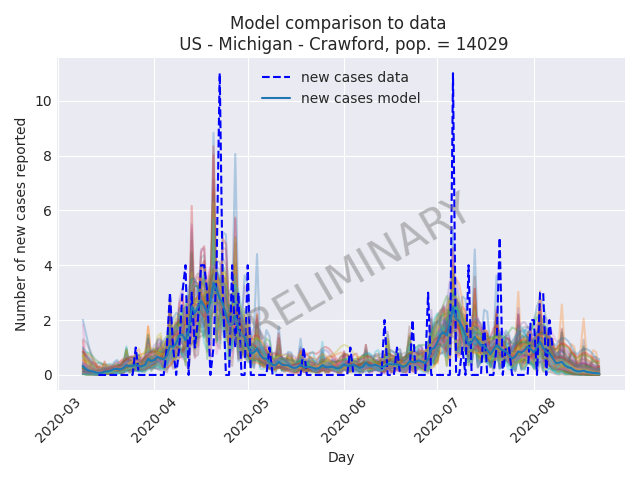 Model comparison to data
US - Michigan - Crawford, pop. = 14029
new cases data
new cases model
PRELIMINARY
Number of new cases reported
10
8
6
4
2
0
2020-03
2020-04
2020-05
2020-06
2020-07
2020-08
Day